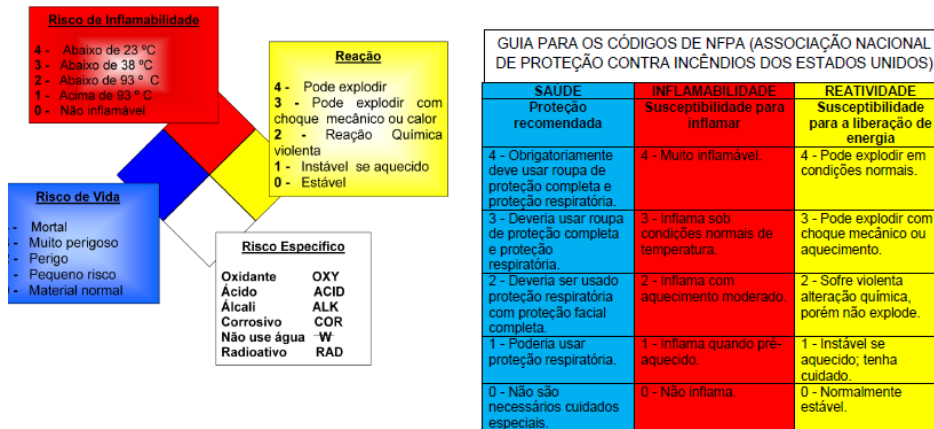 Risco de Inflamabilidade
4 - Abaixo de 23 ºC
3 - Abaixo de 38 ºC
2 - Abaixo de 93 º C
1 - Acima de 93 º C
0 - Não inflamável
Reação
4 - Pode explodir
3 - Pode explodir com
choque mecânico ou calor
2 - Reação Química
violenta
1 - Instável se aquecido
0 - Estável
Risco de Vida
- Mortal
- Muito perigoso
- Perigo
- Pequeno risco
- Material normal
Risco Específico
Oxidante OXY
Ácido ACID
Álcali ALK
Corrosivo COR
Não use água W
Radioativo RAD
GUIA PARA OS CÓDIGOS DE NFPA (ASSOCIAÇÃO NACIONAL
DE PROTEÇÃO CONTRA INCÊNDIOS DOS ESTADOS UNIDOS)
SAÚDE
Proteção
recomendada
INFLAMABILIDADE
Susceptibilidade para
inflamar
REATIVIDADE
Susceptibilidade
para a liberação de
energia
4 - Obrigatoriamente
deve usar roupa de
proteção completa e
proteção respiratória.
4 - Muito inflamável.
4 - Pode explodir em
condições normais.
3 - Deveria usar roupa
de proteção completa
e proteção
respiratória.
3 - Inflama sob
condições normais de
temperatura.
3 - Pode explodir com
choque mecânico ou
aquecimento.
2 - Deveria ser usado
proteção respiratória
com proteção facial
completa.
2 - Inflama com
aquecimento moderado.
2 - Sofre violenta
alteração química,
porém não explode.
1 - Poderia usar
proteção respiratória.
1 - Inflama quando pré-
aquecido.
1 - Instável se
aquecido; tenha
cuidado.
0 - Não são
necessários cuidados
especiais.
0 - Não inflama.
0 - Normalmente
estável.